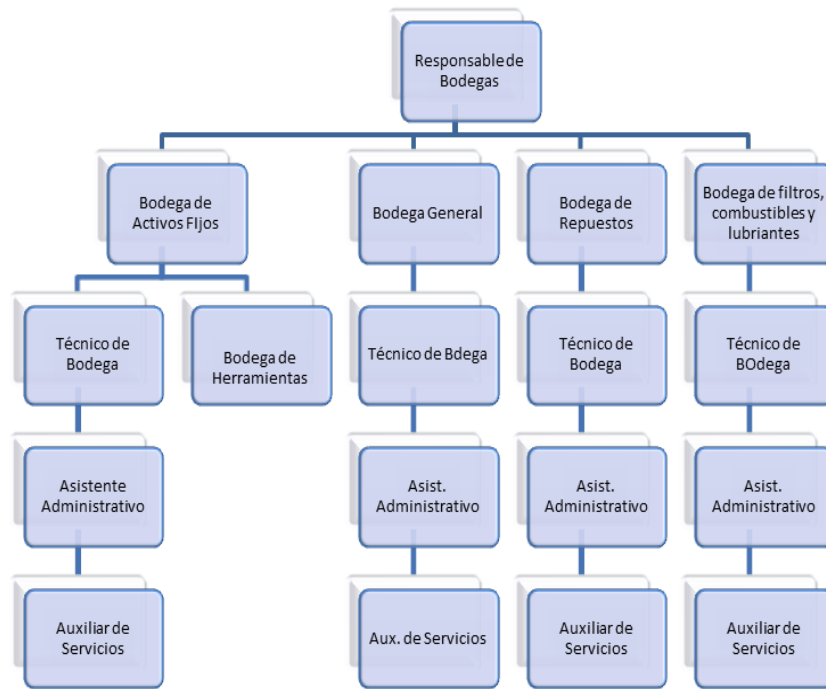 Responsable de
Bodegas
Bodega de
Activos FIjos
Bodega General
Bodega de
Repuestos
Bodega de filtros,
combustibles y
lubriantes
Técnico de
Bodega
Bodega de
Herramientas
Técnico de Bdega
Técnico de
Bodega
Técnico de
BOdega
Asistente
Administrativo
Asist.
Administrativo
Asist.
Administrativo
Asist.
Administrativo
Auxiliar de
Servicios
Aux. de Servicios
Auxiliar de
Servicios
Auxiliar de
Servicios